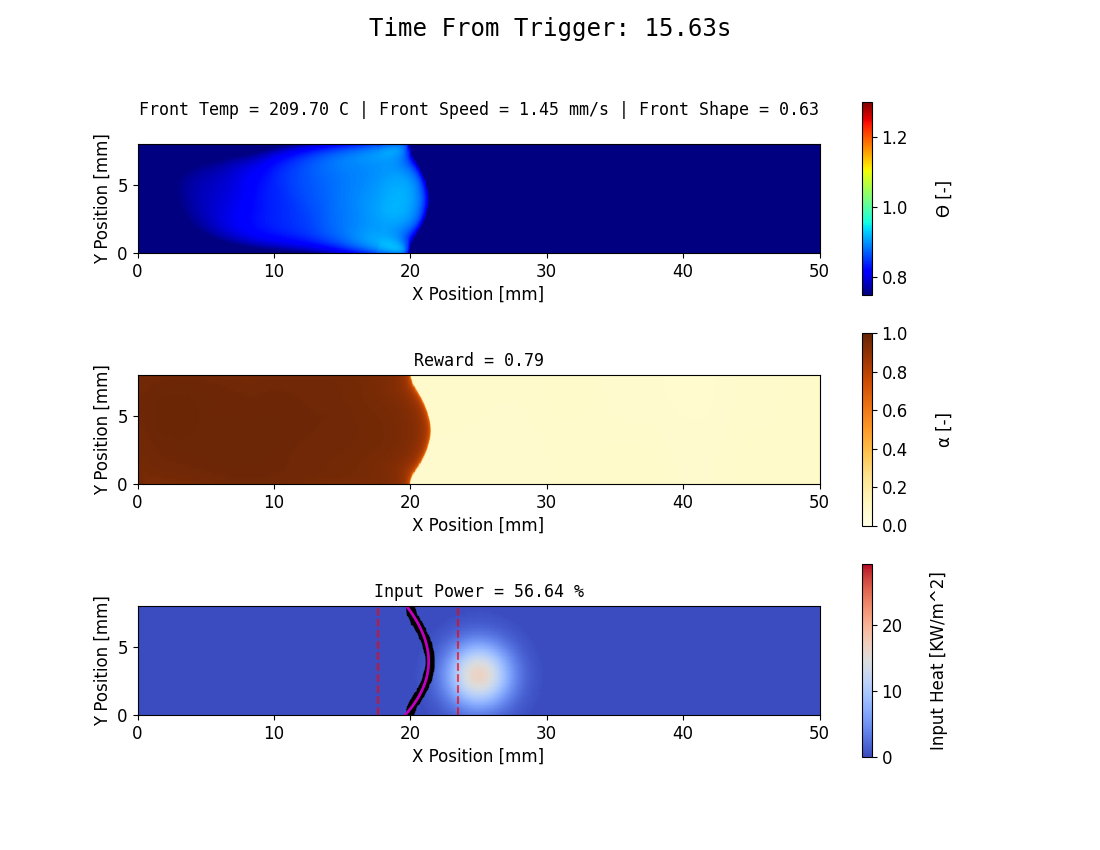 Time From Trigger: 15.63s
Front Temp = 209.70 C | Front Speed = 1.45 mm/s | Front Shape = 0.63
Y Position [mm]
5
0
0 10 20 30 40 50
X Position [mm]
1.2
1.0
0.8
ϴ [-]
Reward = 0.79
Y Position [mm]
5
0
0 10 20 30 40 50
X Position [mm]
1.0
0.8
0.6
0.4
0.2
0.0
α [-]
Input Power = 56.64 %
Y Position [mm]
5
0
0 10 20 30 40 50
X Position [mm]
20
10
0
Input Heat [KW/m^2]